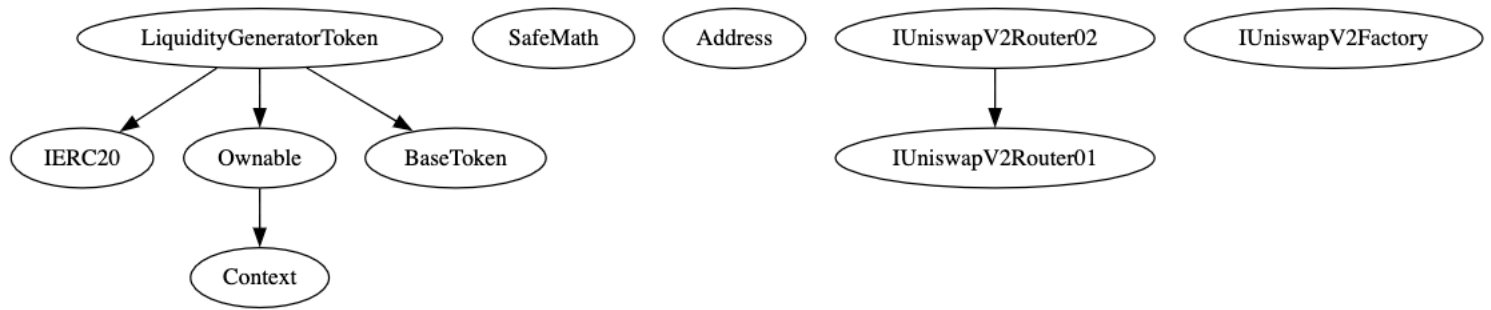 LiquidityGeneratorToken
SafeMath
Address
IUniswapV2Router02
IUniswapV2Factory
IERC20
Ownable
BaseToken
IUniswapV2Router01
Context